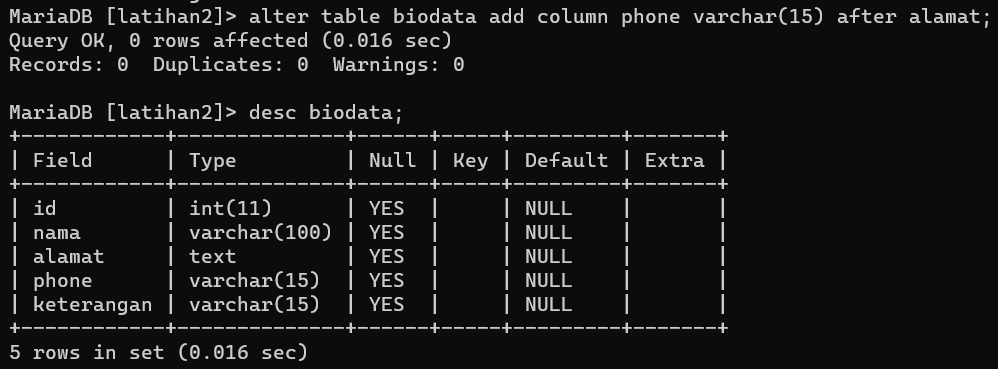 MariaDB [latihan2]> alter table biodata add column phone varchar(15) after alamat;
Query OK, 0 rows affected (0.016 sec)
Records: 0  Duplicates: 0  Warnings: 0

MariaDB [latihan2]> desc biodata;
+------------+--------------+------+-----+---------+-------+
| Field      | Type         | Null | Key | Default | Extra |
+------------+--------------+------+-----+---------+-------+
| id         | int(11)      | YES  |     | NULL    |       |
| nama       | varchar(100) | YES  |     | NULL    |       |
| alamat     | text         | YES  |     | NULL    |       |
| phone      | varchar(15)  | YES  |     | NULL    |       |
| keterangan | varchar(15)  | YES  |     | NULL    |       |
+------------+--------------+------+-----+---------+-------+
5 rows in set (0.016 sec)